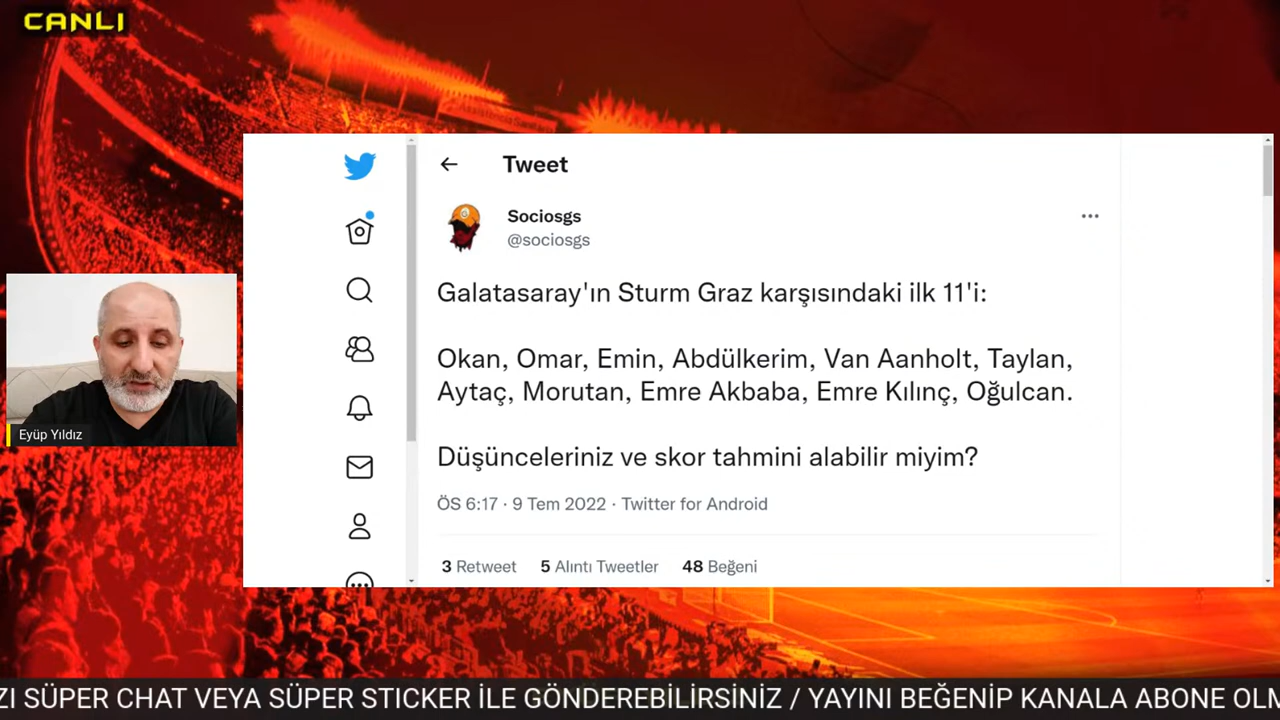 CANLI
Tweet
Sociosgs
@sociosgs
Galatasaray'ın Sturm Graz karşısındaki ilk 11'i:
Okan, Omar, Emin, Abdülkerim, Van Aanholt, Taylan,
Aytaç, Morutan, Emre Akbaba, Emre Kılınç, Oğulcan.
Düşünceleriniz ve skor tahmini alabilir miyim?
ÖS 6:17 · 9 Tem 2022 · Twitter for Android
3 Retweet 5 Alıntı Tweetler 48 Beğeni
Eyüp Yıldız
ZI SÜPER CHAT VEYA SÜPER STICKER İLE GÖNDEREBİLİRSİNİZ / YAYINI BEĞENİP KANALA ABONE OLM